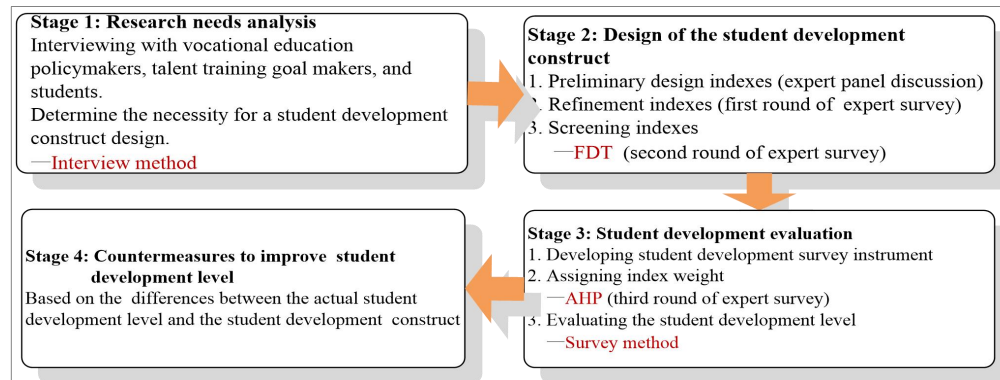 Stage 1: Research needs analysis
Interviewing with vocational education
policymakers, talent training goal makers, and
students.
Determine the necessity for a student development
construct design.
—Interview method
Stage 2: Design of the student development
construct
1. Preliminary design indexes (expert panel discussion)
2. Refinement indexes (first round of expert survey)
3. Screening indexes
—FDT (second round of expert survey)
Stage 3: Student development evaluation
1. Developing student development survey instrument
2. Assigning index weight
—AHP (third round of expert survey)
3. Evaluating the student development level
—Survey method
Stage 4: Countermeasures to improve student
development level
Based on the differences between the actual student
development level and the student development construct